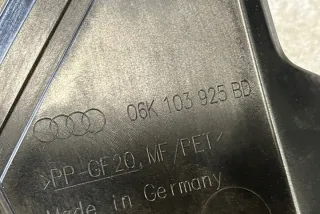 06K 103 925 BD
>PP-GF20, MF/PET<
Made in Germany